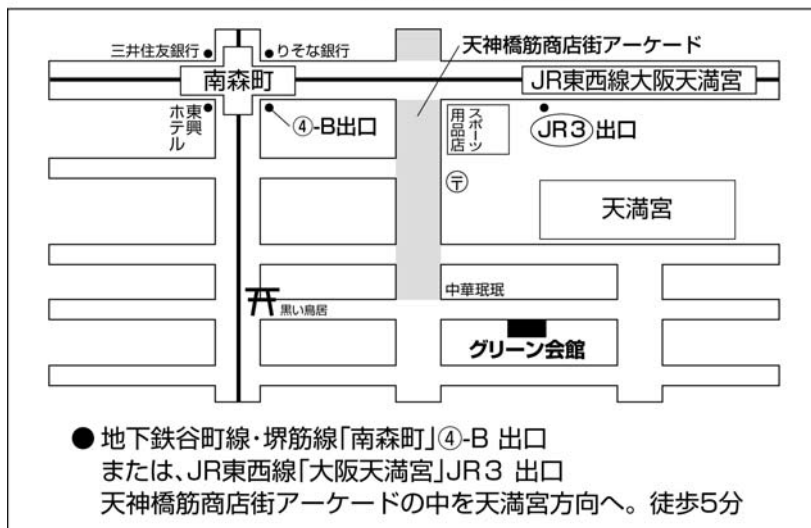 天神橋筋商店街アーケード
三井住友銀行
りそな銀行
南森町
JR東西線大阪天満宮
東興
ホテル
④-B出口
スポーツ
用品店
JR3 出口
〒
天満宮
中華珉珉
黒い鳥居
グリーン会館
● 地下鉄谷町線・堺筋線「南森町」④-B 出口
または、JR東西線「大阪天満宮」JR3 出口
天神橋筋商店街アーケードの中を天満宮方向へ。徒歩5分